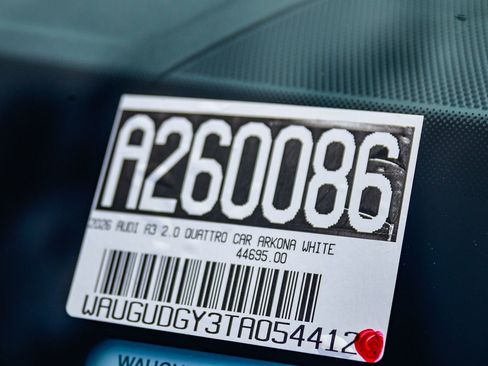 A260086
2026 AUDI A3 2.0 QUATTRO CAR ARKONA WHITE
44695.00
WAUGUDGY3TA054412